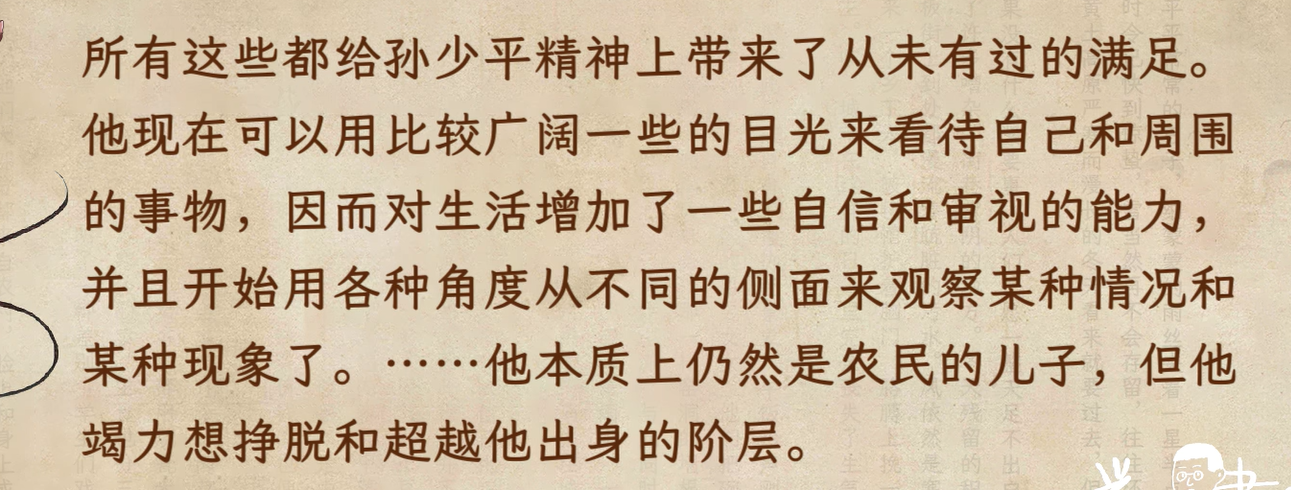 所有这些都给孙少平精神上带来了从未有过的满足。
他现在可以用比较广阔一些的目光来看待自己和周围
的事物，因而对生活增加了一些自信和审视的能力，
并且开始用各种角度从不同的侧面来观察某种情况和
某种现象了。……他本质上仍然是农民的儿子，但他
竭力想挣脱和超越他出身的阶层。